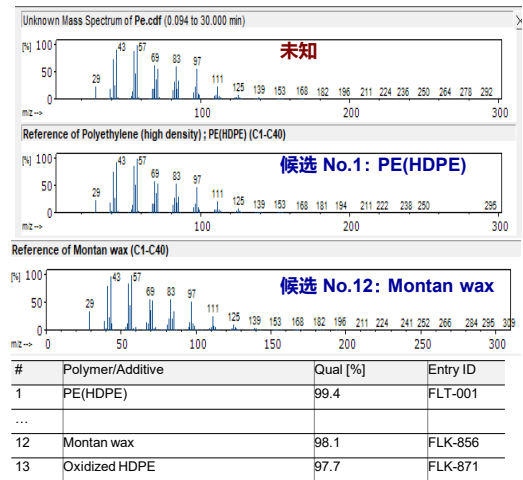 Unknown Mass Spectrum of Pe.cdf (0.094 to 30.000 min)
[%] 100
50
0
29 43 57 69 83 97 111 125 139 153 168 182 196 211 224 236 250 264 278 292
未知
m/z --> 100 200 300
Reference of Polyethylene (high density) ; PE(HDPE) (C1-C40)
[%] 100
50
0
29 43 57 69 83 97 111 125 139 153 168 181 194 211 222 238 250 295
候选 No.1: PE(HDPE)
m/z --> 100 200 300
Reference of Montan wax (C1-C40)
[%] 100
50
0
29 43 57 69 83 97 111 125 139 153 168 182 196 210 224 241 252 266 284 295 309
候选 No.12: Montan wax
m/z --> 0 50 100 150 200 250 300
# Polymer/Additive Qual [%] Entry ID
1 PE(HDPE) 99.4 FLT-001
…
12 Montan wax 98.1 FLK-856
13 Oxidized HDPE 97.7 FLK-871